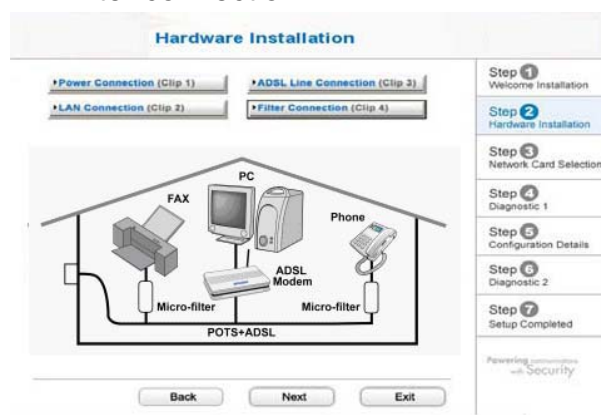 Hardware Installation
Power Connection (Clip 1)
ADSL Line Connection (Clip 3)
LAN Connection (Clip 2)
Filter Connection (Clip 4)
PC
FAX
Phone
ADSL
Modem
Micro-filter
Micro-filter
POTS+ADSL
Back
Next
Exit
Step 1
Welcome Installation
Step 2
Hardware Installation
Step 3
Network Card Selection
Step 4
Diagnostic 1
Step 5
Configuration Details
Step 6
Diagnostic 2
Step 7
Setup Completed
Powering communications
with Security